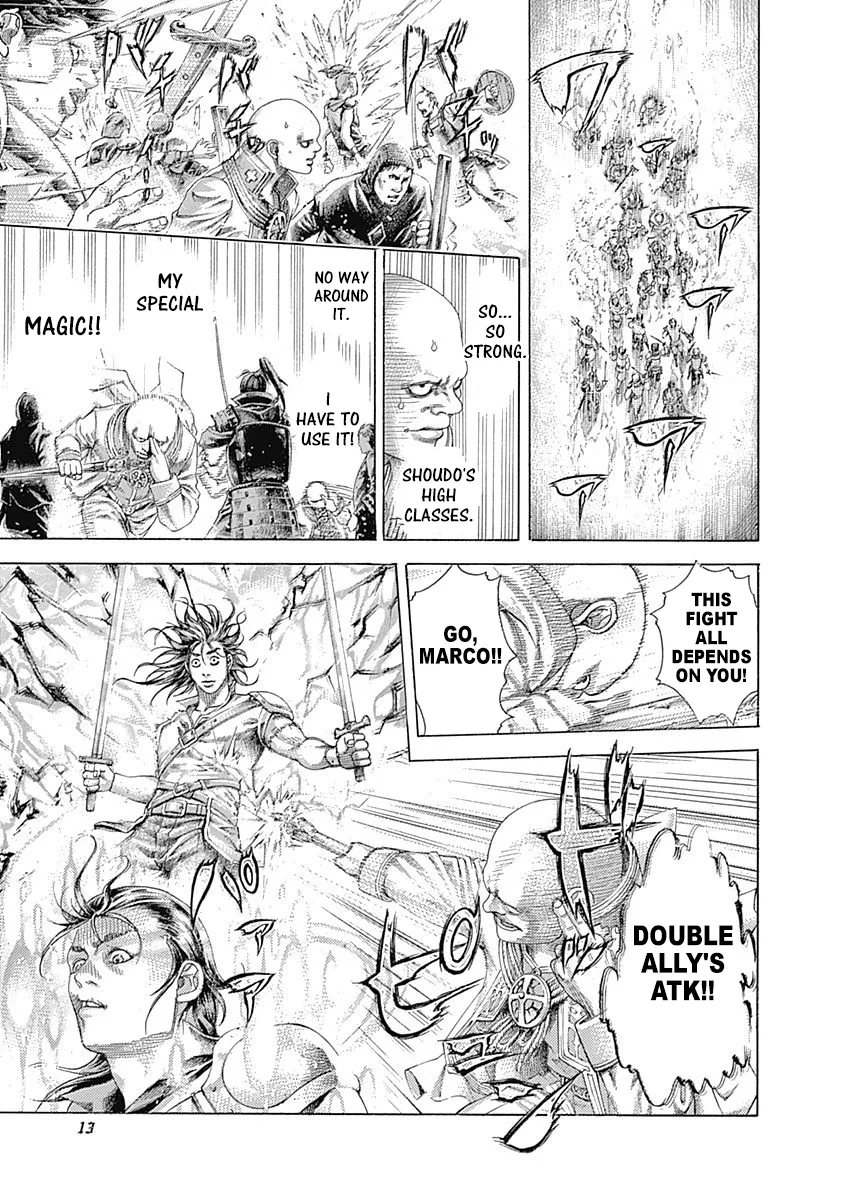 SO...
SO
STRONG.
SHOUDO'S
HIGH
CLASSES.
NO WAY
AROUND
IT.
I
HAVE TO
USE IT!
MY
SPECIAL
MAGIC!!
THIS
FIGHT
ALL
DEPENDS
ON YOU!
GO,
MARCO!!
DOUBLE
ALLY'S
ATK!!
13